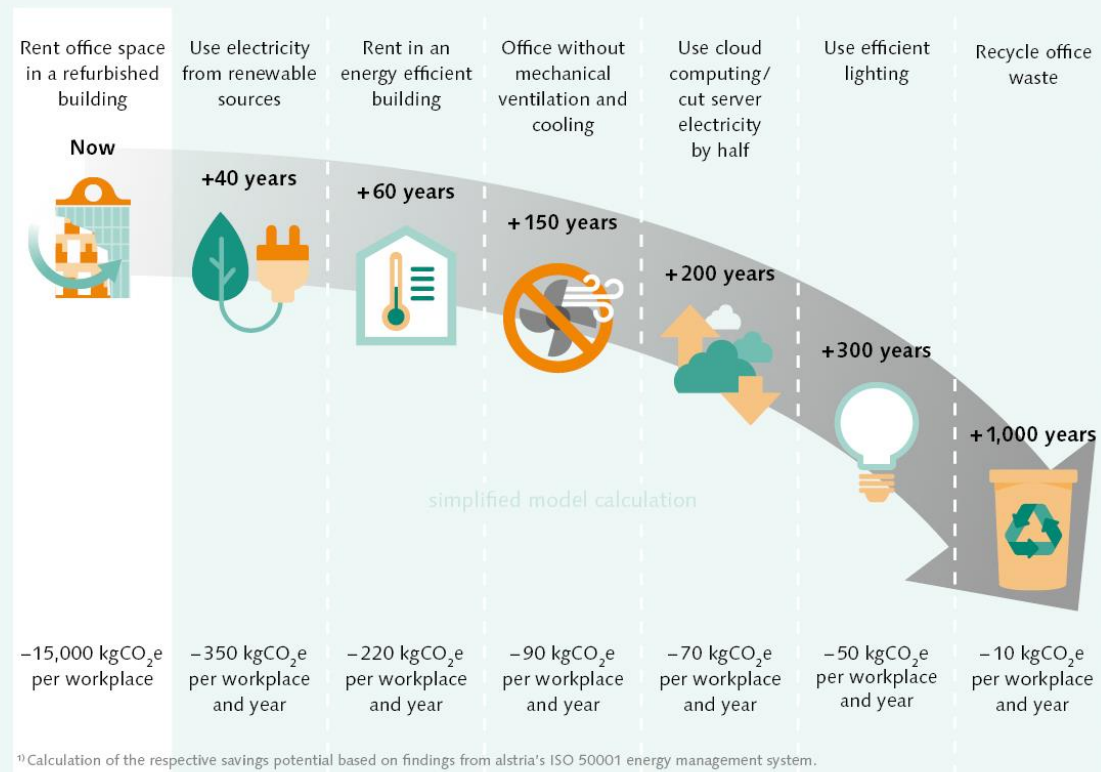 Rent office space
in a refurbished
building
Now
–15,000 kgCO₂e
per workplace
Use electricity
from renewable
sources
+40 years
–350 kgCO₂e
per workplace
and year
Rent in an
energy efficient
building
+60 years
–220 kgCO₂e
per workplace
and year
Office without
mechanical
ventilation and
cooling
+150 years
–90 kgCO₂e
per workplace
and year
Use cloud
computing/
cut server
electricity
by half
+200 years
–70 kgCO₂e
per workplace
and year
Use efficient
lighting
+300 years
–50 kgCO₂e
per workplace
and year
Recycle office
waste
+1,000 years
–10 kgCO₂e
per workplace
and year
simplified model calculation
¹⁾ Calculation of the respective savings potential based on findings from alstria's ISO 50001 energy management system.